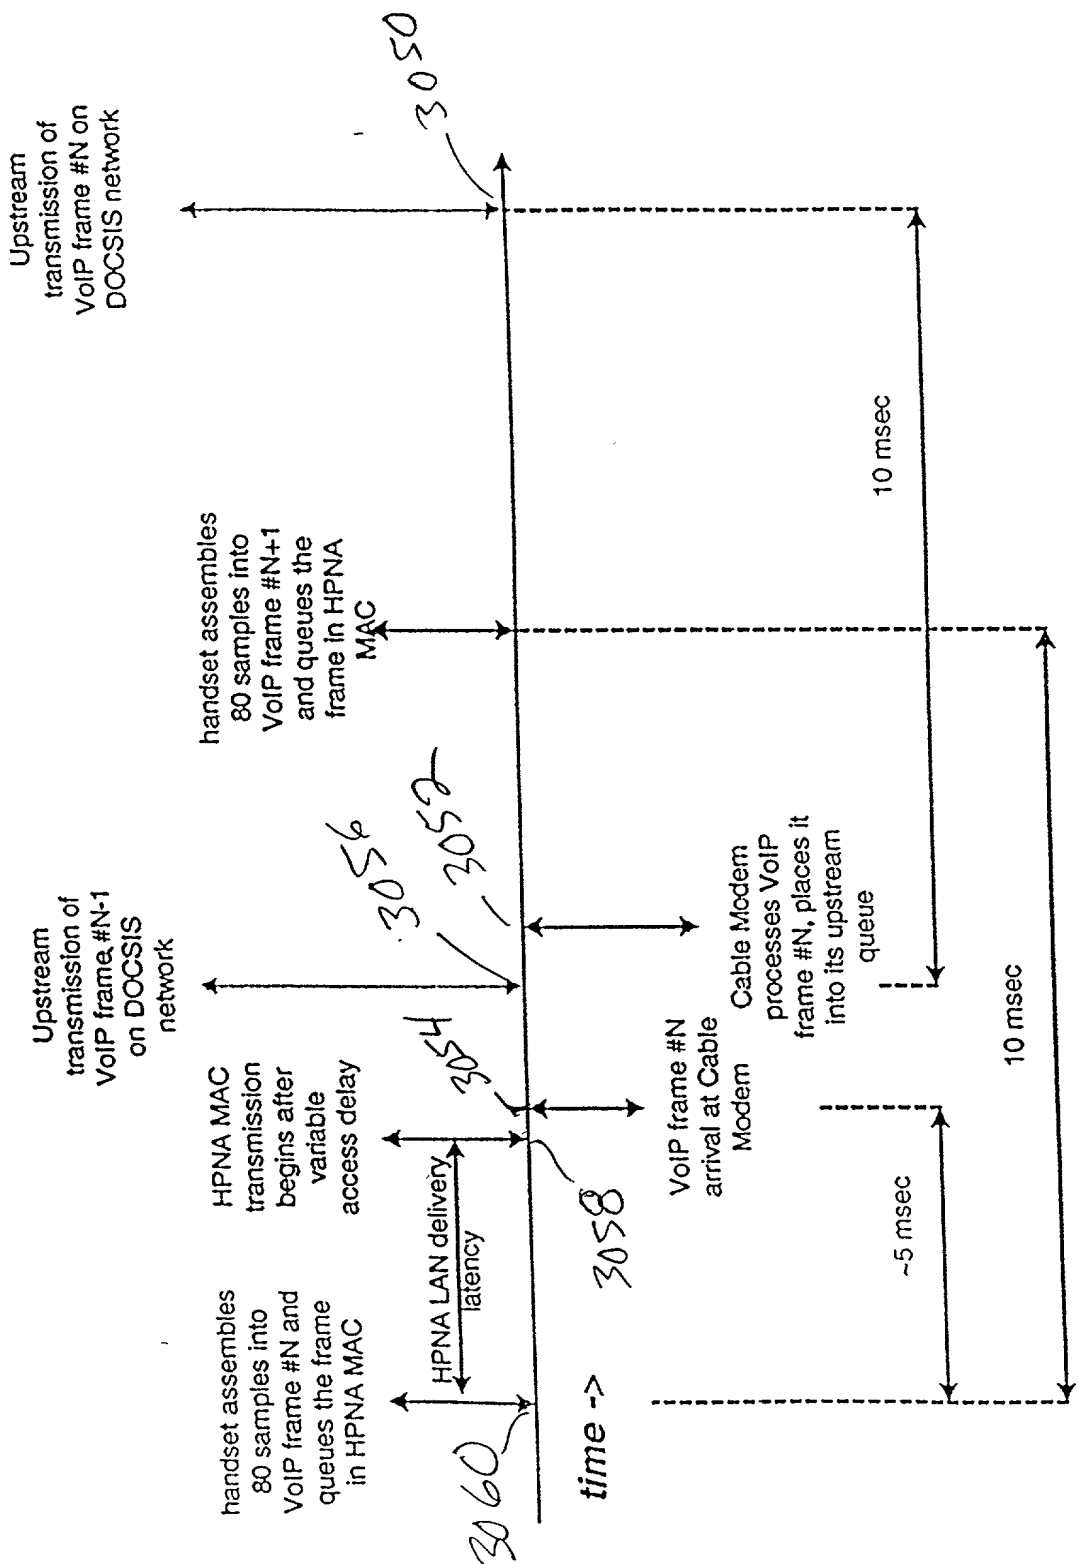 handset assembles
80 samples into
VoIP frame #N and
queues the frame
in HPNA MAC
HPNA MAC
transmission
begins after
variable
access delay
Upstream
transmission of
VoIP frame #N-1
on DOCSIS
network
handset assembles
80 samples into
VoIP frame #N+1
and queues the
frame in HPNA
MAC
Upstream
transmission of
VoIP frame #N on
DOCSIS network
HPNA LAN delivery
latency
3060
3058
3054
3056
3052
3050
time ->
VoIP frame #N
arrival at Cable
Modem
Cable Modem
processes VoIP
frame #N, places it
into its upstream
queue
~5 msec
10 msec
10 msec